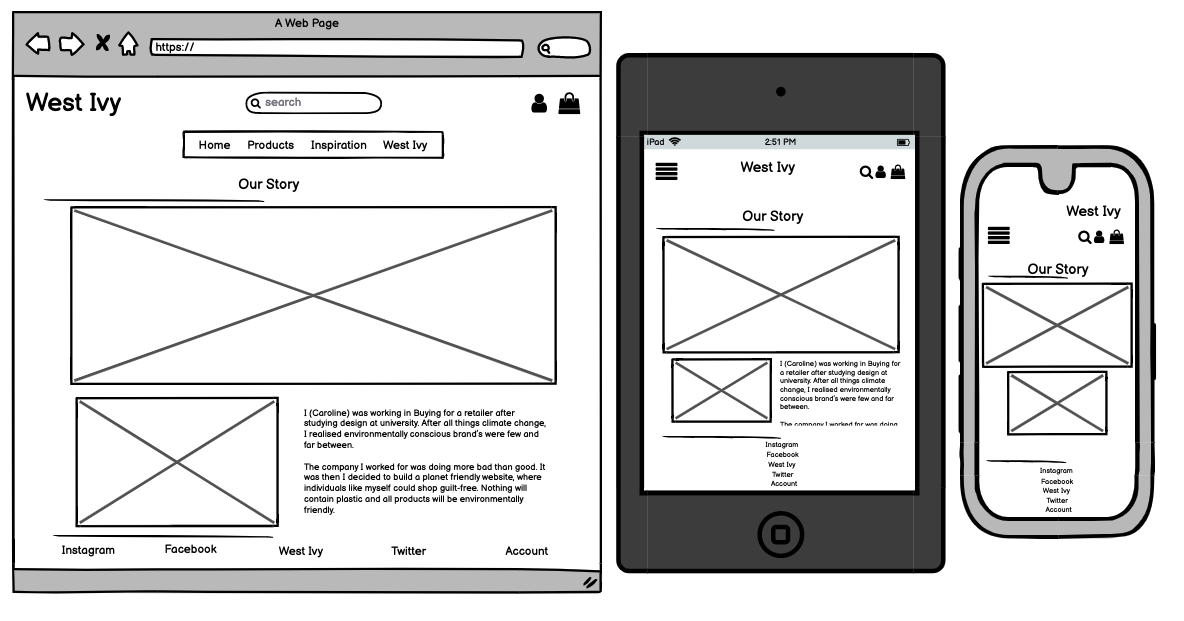 A Web Page
https://
West Ivy
search
Home Products Inspiration West Ivy
Our Story
I (Caroline) was working in Buying for a retailer after
studying design at university. After all things climate change,
I realised environmentally conscious brand's were few and
far between.
The company I worked for was doing more bad than good. It
was then I decided to build a planet friendly website, where
individuals like myself could shop guilt-free. Nothing will
contain plastic and all products will be environmentally
friendly.
Instagram Facebook West Ivy Twitter Account
iPad 2:51 PM
West Ivy
Our Story
I (Caroline) was working in Buying for
a retailer after studying design at
university. After all things climate
change, I realised environmentally
conscious brand's were few and far
between.
The company I worked for was doing
Instagram
Facebook
West Ivy
Twitter
Account
West Ivy
Our Story
Instagram
Facebook
West Ivy
Twitter
Account